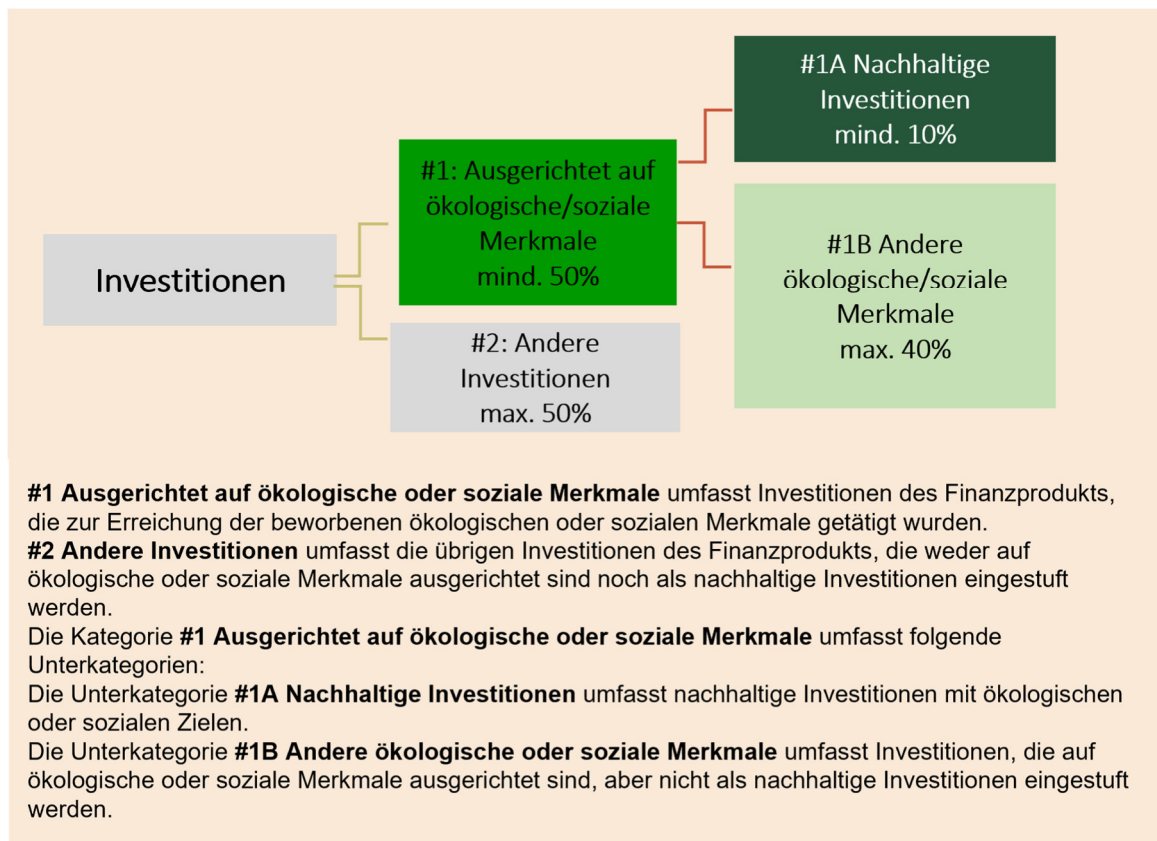 #1A Nachhaltige
Investitionen
mind. 10%
#1: Ausgerichtet auf
ökologische/soziale
Merkmale
mind. 50%
#1B Andere
ökologische/soziale
Merkmale
max. 40%
Investitionen
#2: Andere
Investitionen
max. 50%
#1 Ausgerichtet auf ökologische oder soziale Merkmale umfasst Investitionen des Finanzprodukts,
die zur Erreichung der beworbenen ökologischen oder sozialen Merkmale getätigt wurden.
#2 Andere Investitionen umfasst die übrigen Investitionen des Finanzprodukts, die weder auf
ökologische oder soziale Merkmale ausgerichtet sind noch als nachhaltige Investitionen eingestuft
werden.
Die Kategorie #1 Ausgerichtet auf ökologische oder soziale Merkmale umfasst folgende
Unterkategorien:
Die Unterkategorie #1A Nachhaltige Investitionen umfasst nachhaltige Investitionen mit ökologischen
oder sozialen Zielen.
Die Unterkategorie #1B Andere ökologische oder soziale Merkmale umfasst Investitionen, die auf
ökologische oder soziale Merkmale ausgerichtet sind, aber nicht als nachhaltige Investitionen eingestuft
werden.